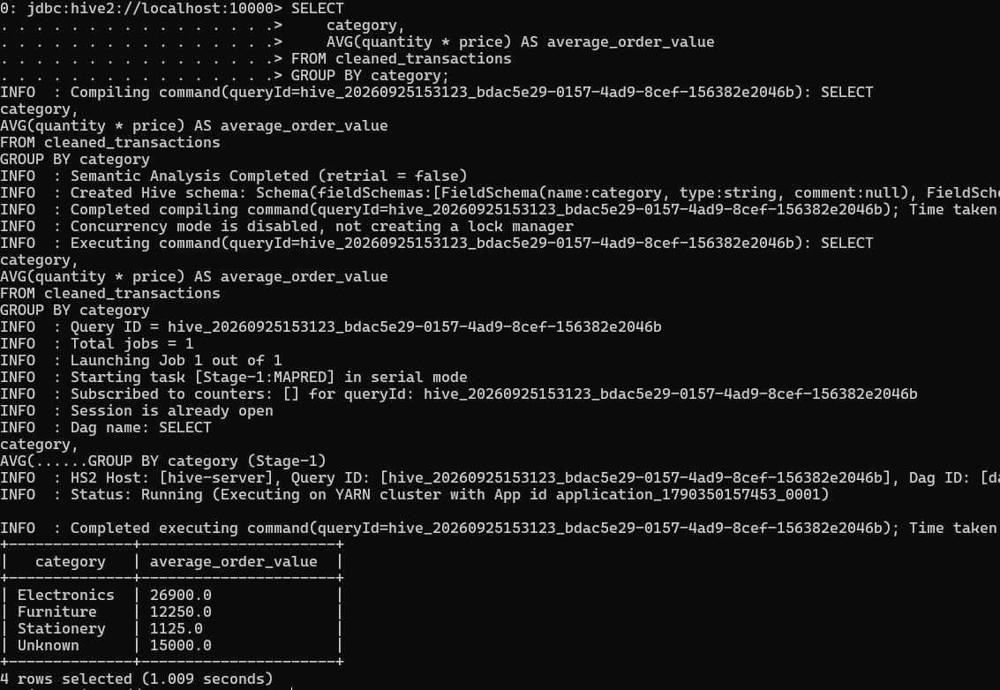 0: jdbc:hive2://localhost:10000> SELECT
. . . . . . . . . . . . . . . .>     category,
. . . . . . . . . . . . . . . .>     AVG(quantity * price) AS average_order_value
. . . . . . . . . . . . . . . .> FROM cleaned_transactions
. . . . . . . . . . . . . . . .> GROUP BY category;
INFO  : Compiling command(queryId=hive_20260925153123_bdac5e29-0157-4ad9-8cef-156382e2046b): SELECT
category,
AVG(quantity * price) AS average_order_value
FROM cleaned_transactions
GROUP BY category
INFO  : Semantic Analysis Completed (retrial = false)
INFO  : Created Hive schema: Schema(fieldSchemas:[FieldSchema(name:category, type:string, comment:null), FieldSche
INFO  : Completed compiling command(queryId=hive_20260925153123_bdac5e29-0157-4ad9-8cef-156382e2046b); Time taken
INFO  : Concurrency mode is disabled, not creating a lock manager
INFO  : Executing command(queryId=hive_20260925153123_bdac5e29-0157-4ad9-8cef-156382e2046b): SELECT
category,
AVG(quantity * price) AS average_order_value
FROM cleaned_transactions
GROUP BY category
INFO  : Query ID = hive_20260925153123_bdac5e29-0157-4ad9-8cef-156382e2046b
INFO  : Total jobs = 1
INFO  : Launching Job 1 out of 1
INFO  : Starting task [Stage-1:MAPRED] in serial mode
INFO  : Subscribed to counters: [] for queryId: hive_20260925153123_bdac5e29-0157-4ad9-8cef-156382e2046b
INFO  : Session is already open
INFO  : Dag name: SELECT
category,
AVG(......GROUP BY category (Stage-1)
INFO  : HS2 Host: [hive-server], Query ID: [hive_20260925153123_bdac5e29-0157-4ad9-8cef-156382e2046b], Dag ID: [da
INFO  : Status: Running (Executing on YARN cluster with App id application_1790350157453_0001)
INFO  : Completed executing command(queryId=hive_20260925153123_bdac5e29-0157-4ad9-8cef-156382e2046b); Time taken
+--------------+----------------------+
|   category   | average_order_value  |
+--------------+----------------------+
| Electronics  | 26900.0              |
| Furniture    | 12250.0              |
| Stationery   | 1125.0               |
| Unknown      | 15000.0              |
+--------------+----------------------+
4 rows selected (1.009 seconds)